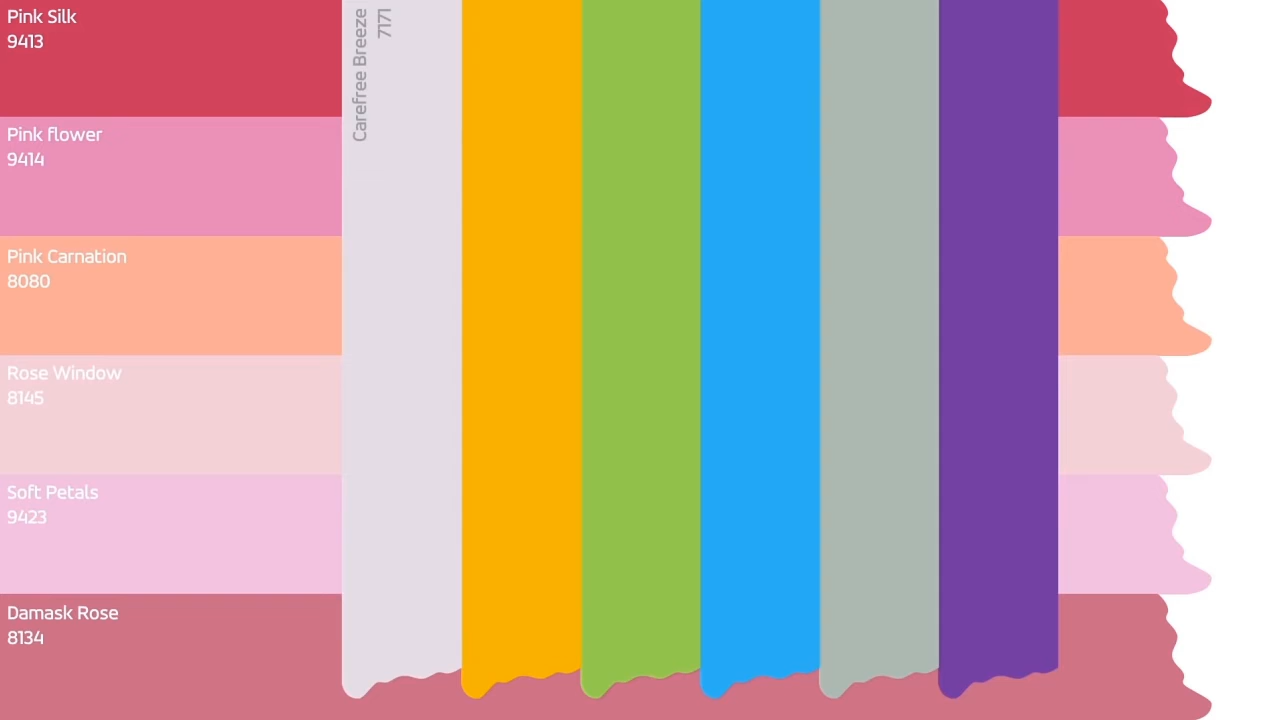 Pink Silk
9413
Pink flower
9414
Pink Carnation
8080
Rose Window
8145
Soft Petals
9423
Damask Rose
8134
Carefree Breeze
7171